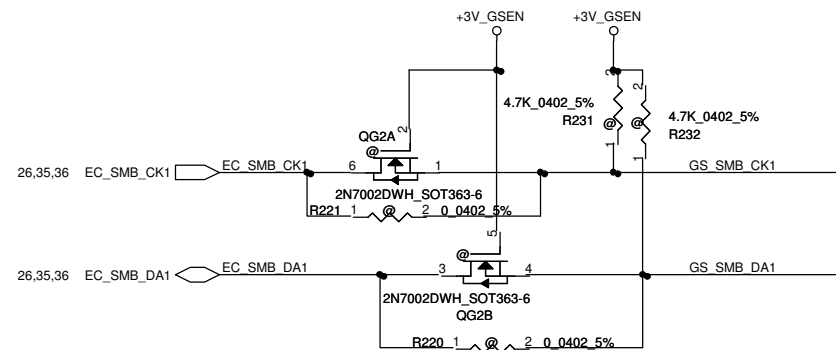 +3V_GSEN
+3V_GSEN
2
2
4.7K_0402_5%
R231
@
1
4.7K_0402_5%
R232
@
1
QG2A
2
@
26,35,36 EC_SMB_CK1 EC_SMB_CK1 6 1 GS_SMB_CK1
2N7002DWH_SOT363-6
R221 1 @ 2 0_0402_5%
5
@
26,35,36 EC_SMB_DA1 EC_SMB_DA1 3 4 GS_SMB_DA1
2N7002DWH_SOT363-6
QG2B
R220 1 @ 2 0_0402_5%